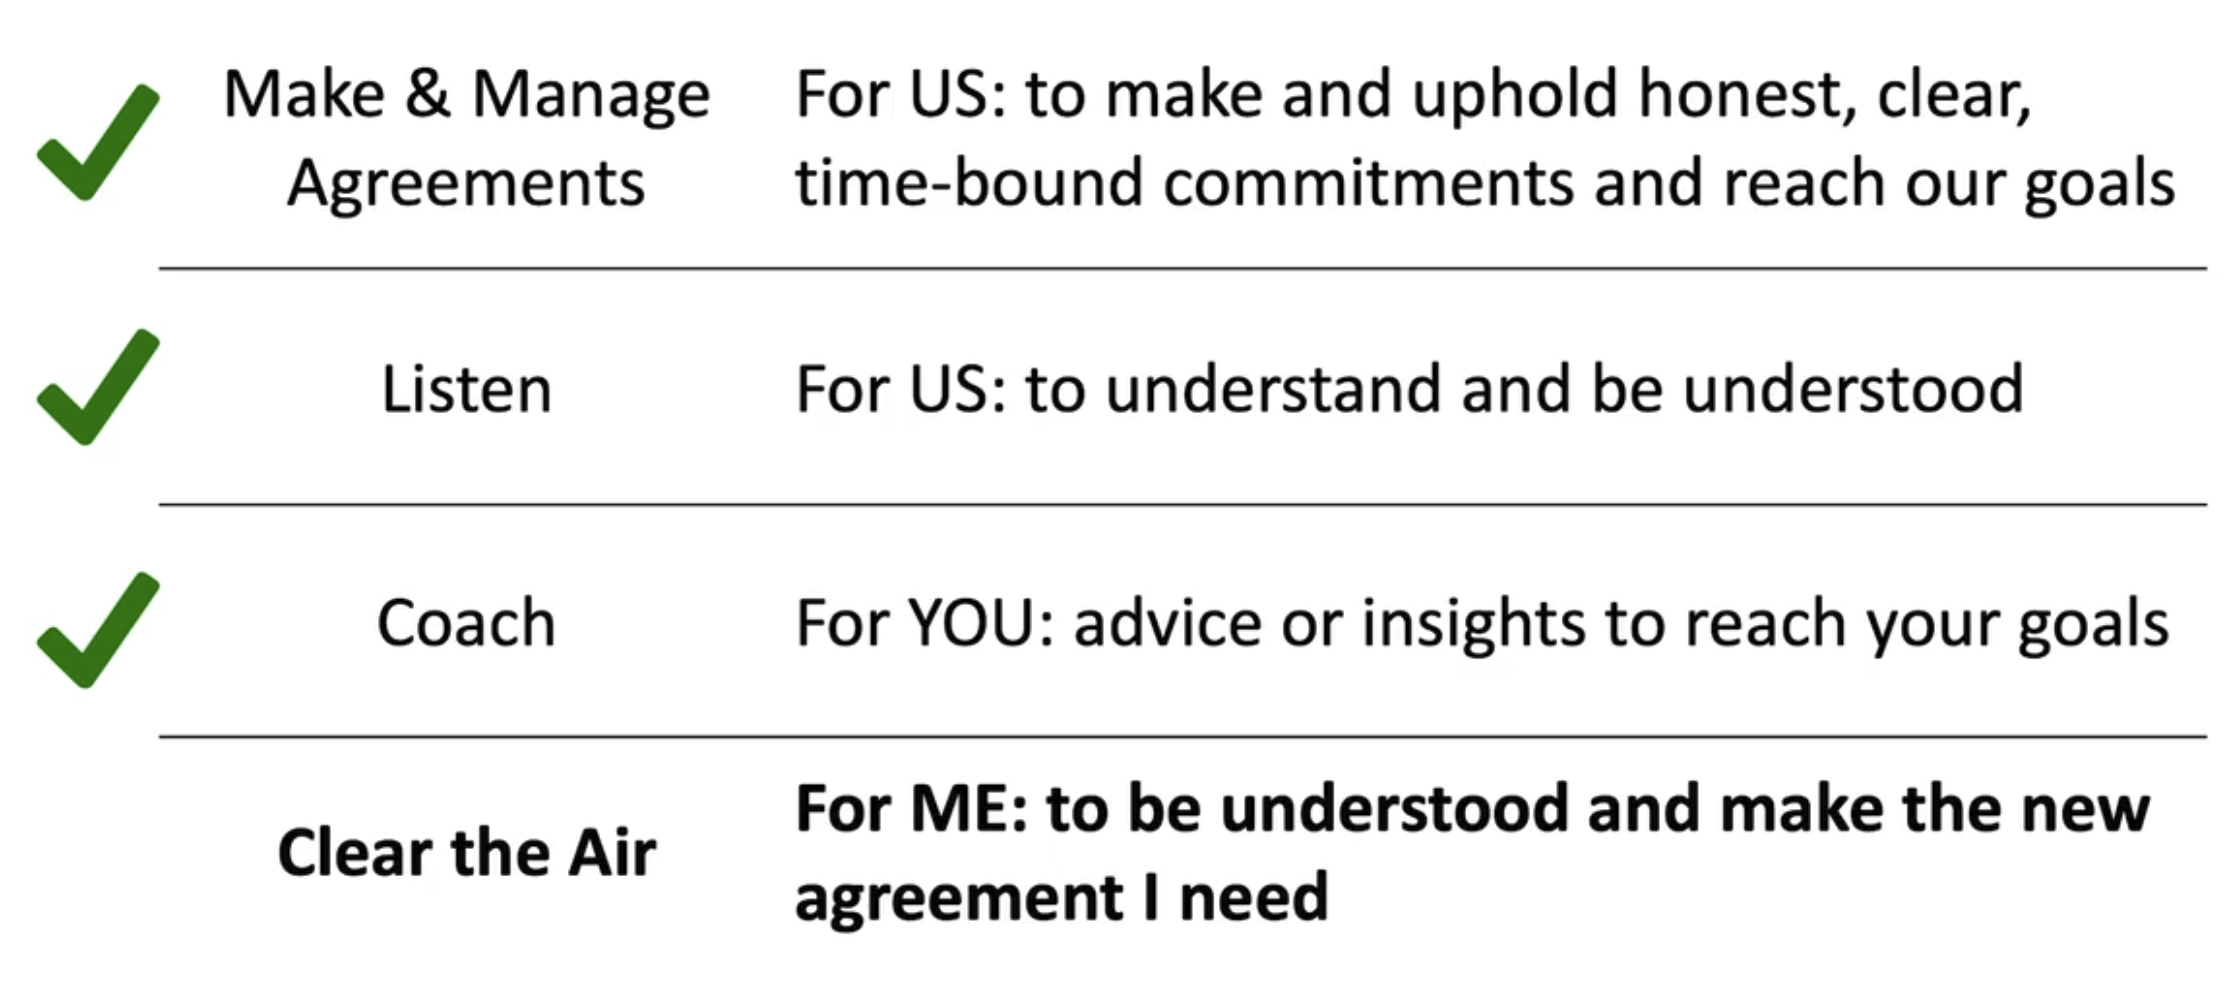 Make & Manage
Agreements
For US: to make and uphold honest, clear,
time-bound commitments and reach our goals
Listen
For US: to understand and be understood
Coach
For YOU: advice or insights to reach your goals
Clear the Air
For ME: to be understood and make the new
agreement I need